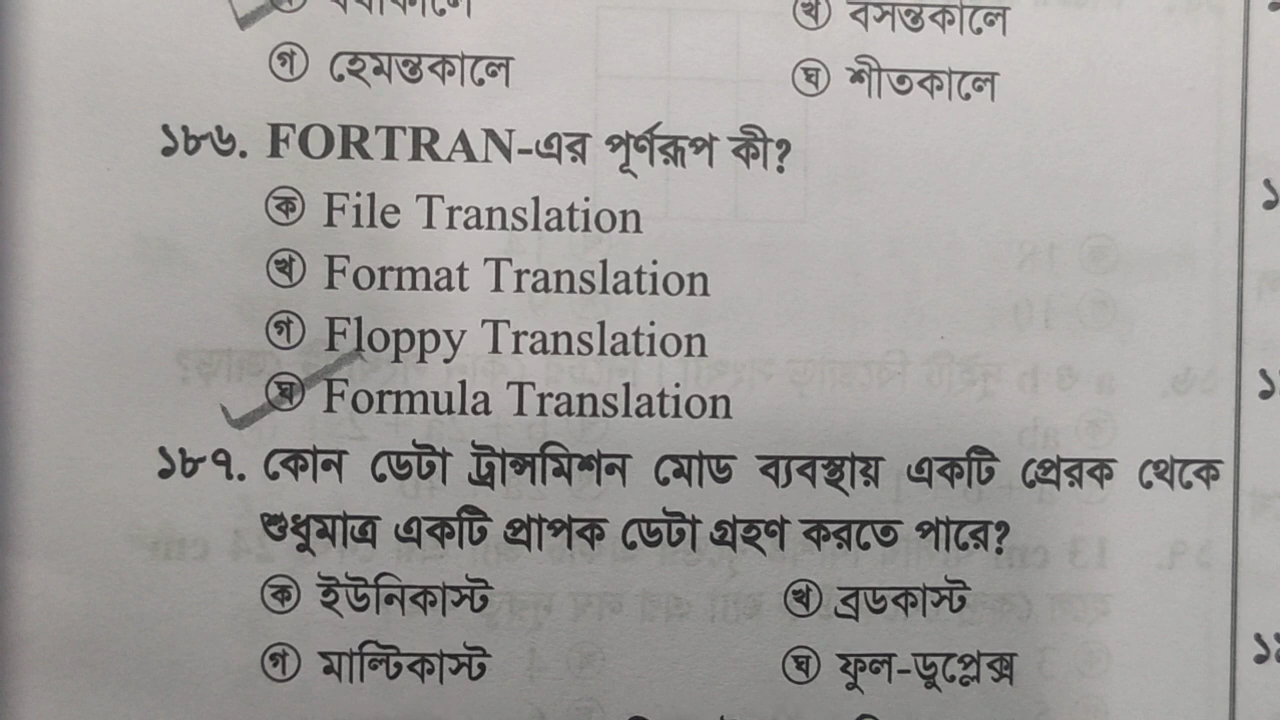 খ বসন্তকালে
গ হেমন্তকালে ঘ শীতকালে
১৮৬. FORTRAN-এর পূর্ণরূপ কী?
ক File Translation
খ Format Translation
গ Floppy Translation
ঘ Formula Translation
১৮৭. কোন ডেটা ট্রান্সমিশন মোড ব্যবস্থায় একটি প্রেরক থেকে
শুধুমাত্র একটি প্রাপক ডেটা গ্রহণ করতে পারে?
ক ইউনিকাস্ট খ ব্রডকাস্ট
গ মাল্টিকাস্ট ঘ ফুল-ডুপ্লেক্স